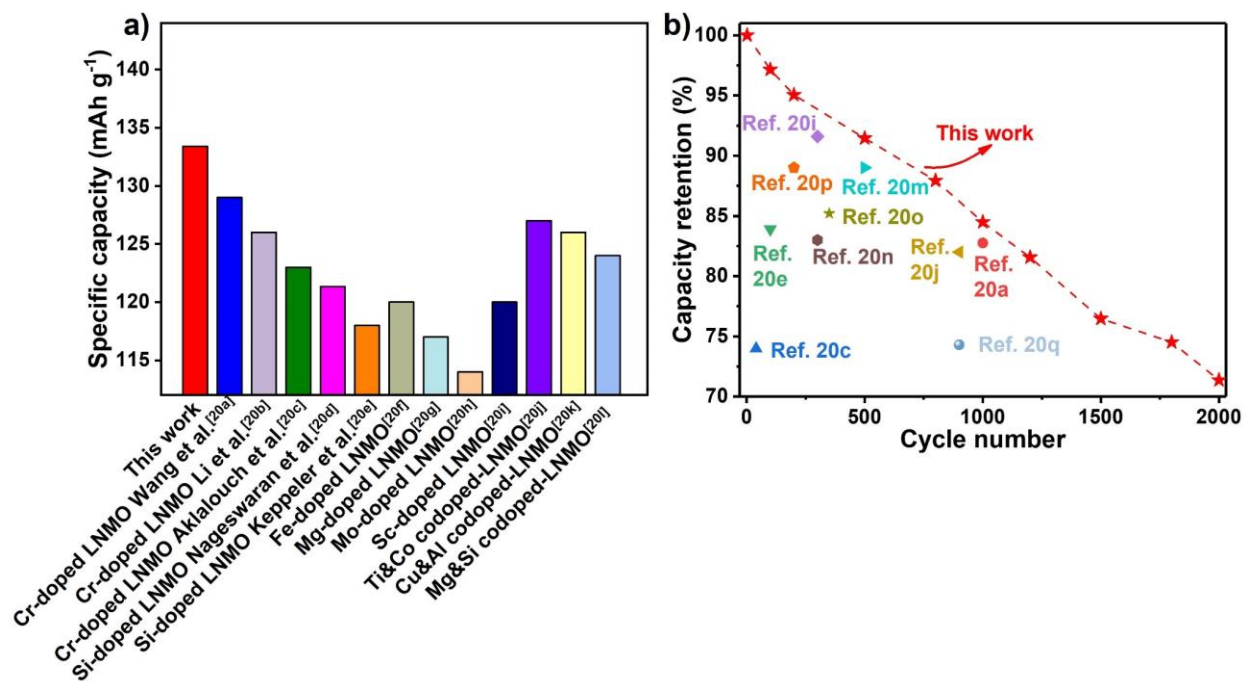 a)
Specific capacity (mAh g⁻¹)
140
135
130
125
120
115
This work
Cr-doped LNMO Wang et al.[20a]
Cr-doped LNMO Li et al.[20b]
Cr-doped LNMO Aklalouch et al.[20c]
Si-doped LNMO Nageswaran et al.[20d]
Si-doped LNMO Keppeler et al.[20e]
Fe-doped LNMO[20f]
Mg-doped LNMO[20g]
Mo-doped LNMO[20h]
Sc-doped LNMO[20i]
Ti&Co codoped-LNMO[20j]
Cu&Al codoped-LNMO[20k]
Mg&Si codoped-LNMO[20l]
b)
Capacity retention (%)
100
95
90
85
80
75
70
This work
Ref. 20i
Ref. 20p
Ref. 20m
Ref. 20o
Ref. 20e
Ref. 20n
Ref. 20j
Ref. 20a
Ref. 20c
Ref. 20q
0
500
1000
1500
2000
Cycle number